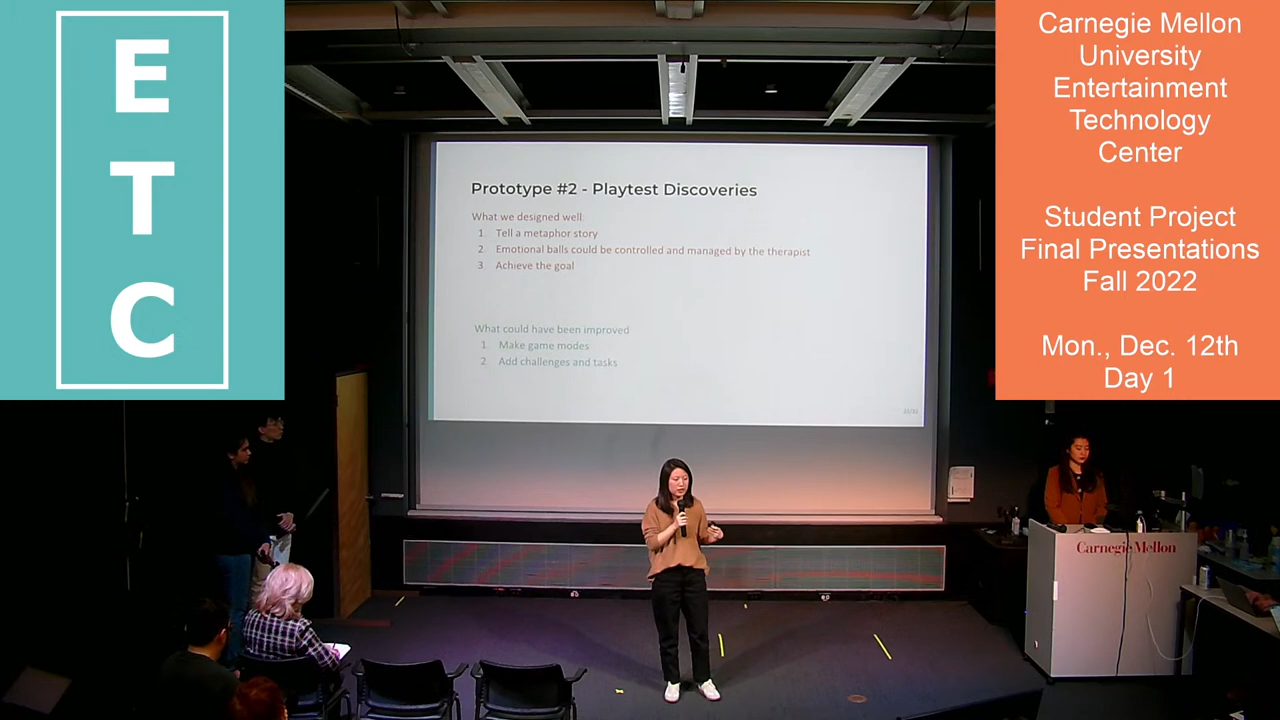 E
T
C
Carnegie Mellon
University
Entertainment
Technology
Center
Student Project
Final Presentations
Fall 2022
Mon., Dec. 12th
Day 1
Prototype #2 - Playtest Discoveries
What we designed well:
1. Tell a metaphor story
2. Emotional balls could be controlled and managed by the therapist
3 Achieve the goal
What could have been improved
1 Make game modes
2 Add challenges and tasks
Carnegie Mellon